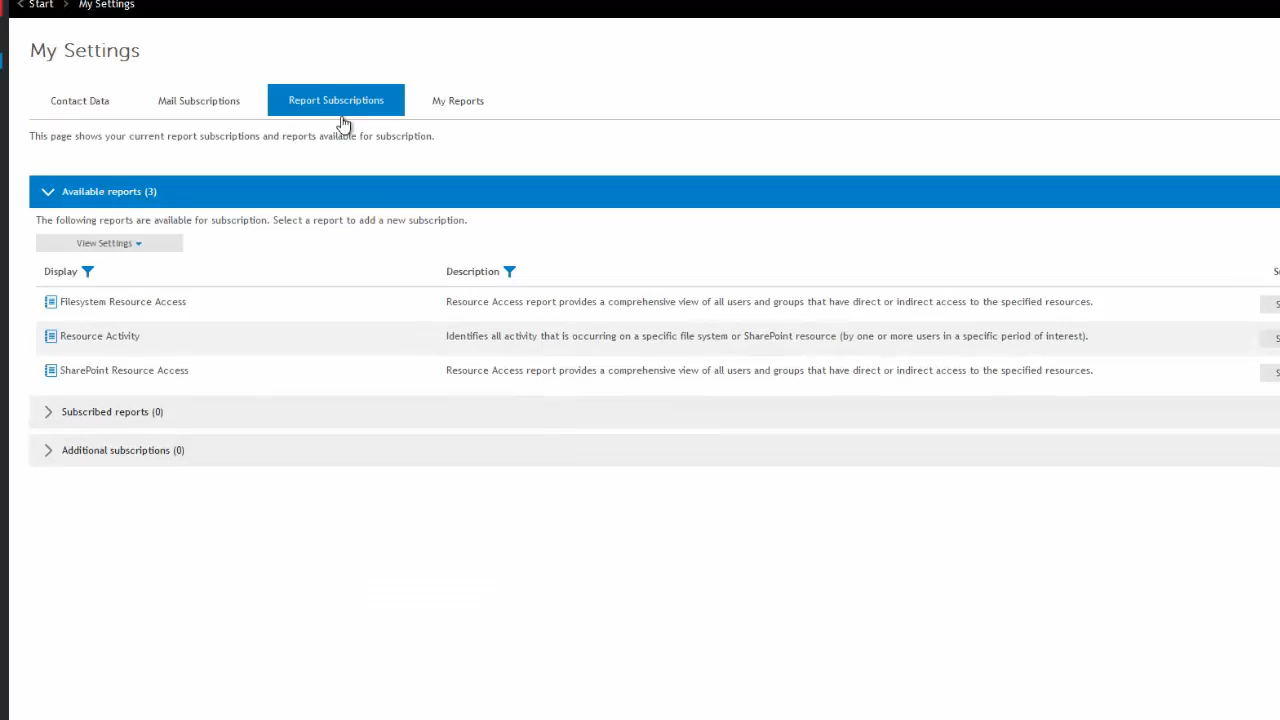 Start > My Settings
My Settings
Contact Data Mail Subscriptions Report Subscriptions My Reports
This page shows your current report subscriptions and reports available for subscription.
Available reports (3)
The following reports are available for subscription. Select a report to add a new subscription.
View Settings
Display Description
Filesystem Resource Access Resource Access report provides a comprehensive view of all users and groups that have direct or indirect access to the specified resources.
Resource Activity Identifies all activity that is occurring on a specific file system or SharePoint resource (by one or more users in a specific period of interest).
SharePoint Resource Access Resource Access report provides a comprehensive view of all users and groups that have direct or indirect access to the specified resources.
Subscribed reports (0)
Additional subscriptions (0)